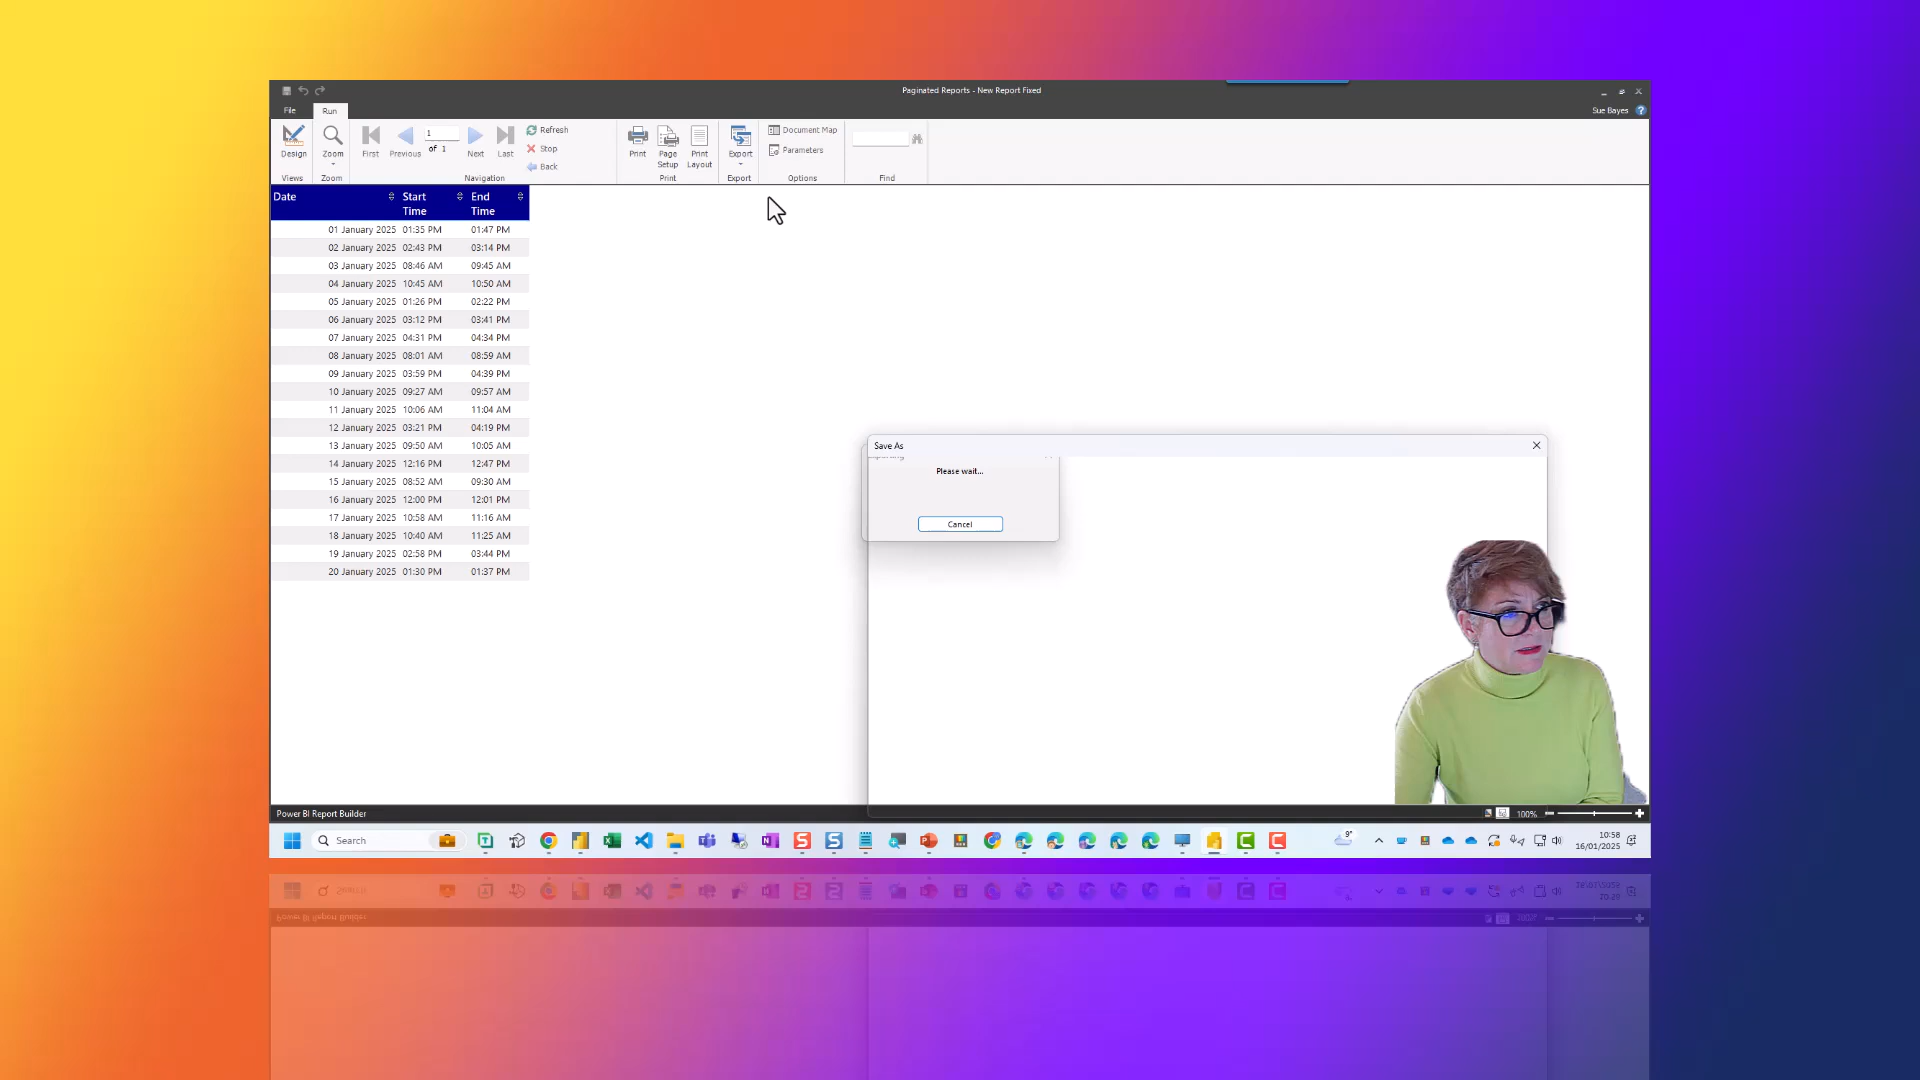 Paginated Reports - New Report Fixed
File Run Sue Bayes
Design Zoom First Previous 1 of 1 Next Last Refresh Stop Back Print Page Setup Print Layout Export Document Map Parameters
Views Zoom Navigation Print Export Options Find
Date Start Time End Time
01 January 2025 01:35 PM 01:47 PM
02 January 2025 02:43 PM 03:14 PM
03 January 2025 08:46 AM 09:45 AM
04 January 2025 10:45 AM 10:50 AM
05 January 2025 01:26 PM 02:22 PM
06 January 2025 03:12 PM 03:41 PM
07 January 2025 04:31 PM 04:34 PM
08 January 2025 08:01 AM 08:59 AM
09 January 2025 03:59 PM 04:39 PM
10 January 2025 09:27 AM 09:57 AM
11 January 2025 10:06 AM 11:04 AM
12 January 2025 03:21 PM 04:19 PM
13 January 2025 09:50 AM 10:05 AM
14 January 2025 12:16 PM 12:47 PM
15 January 2025 08:52 AM 09:30 AM
16 January 2025 12:00 PM 12:01 PM
17 January 2025 10:58 AM 11:16 AM
18 January 2025 10:40 AM 11:25 AM
19 January 2025 02:58 PM 03:44 PM
20 January 2025 01:30 PM 01:37 PM
Save As
Please wait...
Cancel
Power BI Report Builder 100%
Search 9° 10:58
16/01/2025